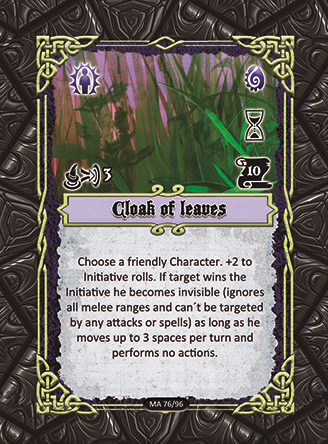 3
10
Cloak of leaves
Choose a friendly Character. +2 to
Initiative rolls. If target wins the
Initiative he becomes invisible (ignores
all melee ranges and can´t be targeted
by any attacks or spells) as long as he
moves up to 3 spaces per turn and
performs no actions.
MA 76/96